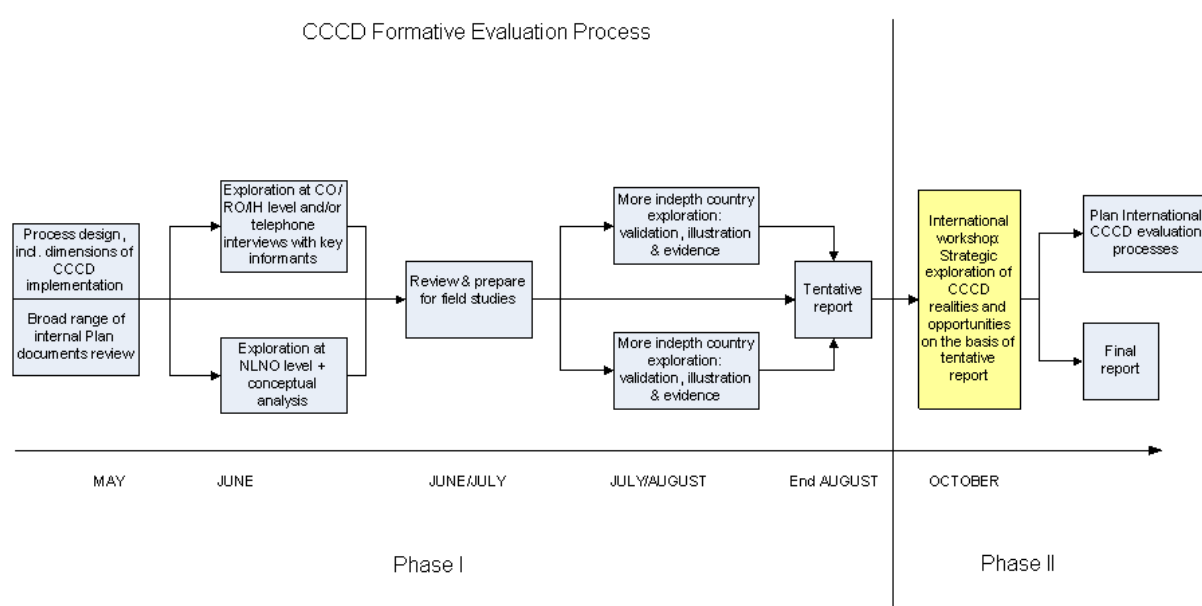 CCCD Formative Evaluation Process
Process design,
incl. dimensions of
CCCD
implementation
Broad range of
internal Plan
documents review
Exploration at CO/
RO/IH level and/or
telephone
interviews with key
informants
Exploration at
NLNO level +
conceptual
analysis
Review & prepare
for field studies
More indepth country
exploration:
validation, illustration
& evidence
More indepth country
exploration:
validation, illustration
& evidence
Tentative
report
International
workshop:
Strategic
exploration of
CCCD
realities and
opportunities
on the basis of
tentative
report
Plan International
CCCD evaluation
processes
Final
report
MAY
JUNE
JUNE/JULY
JULY/AUGUST
End AUGUST
OCTOBER
Phase I
Phase II